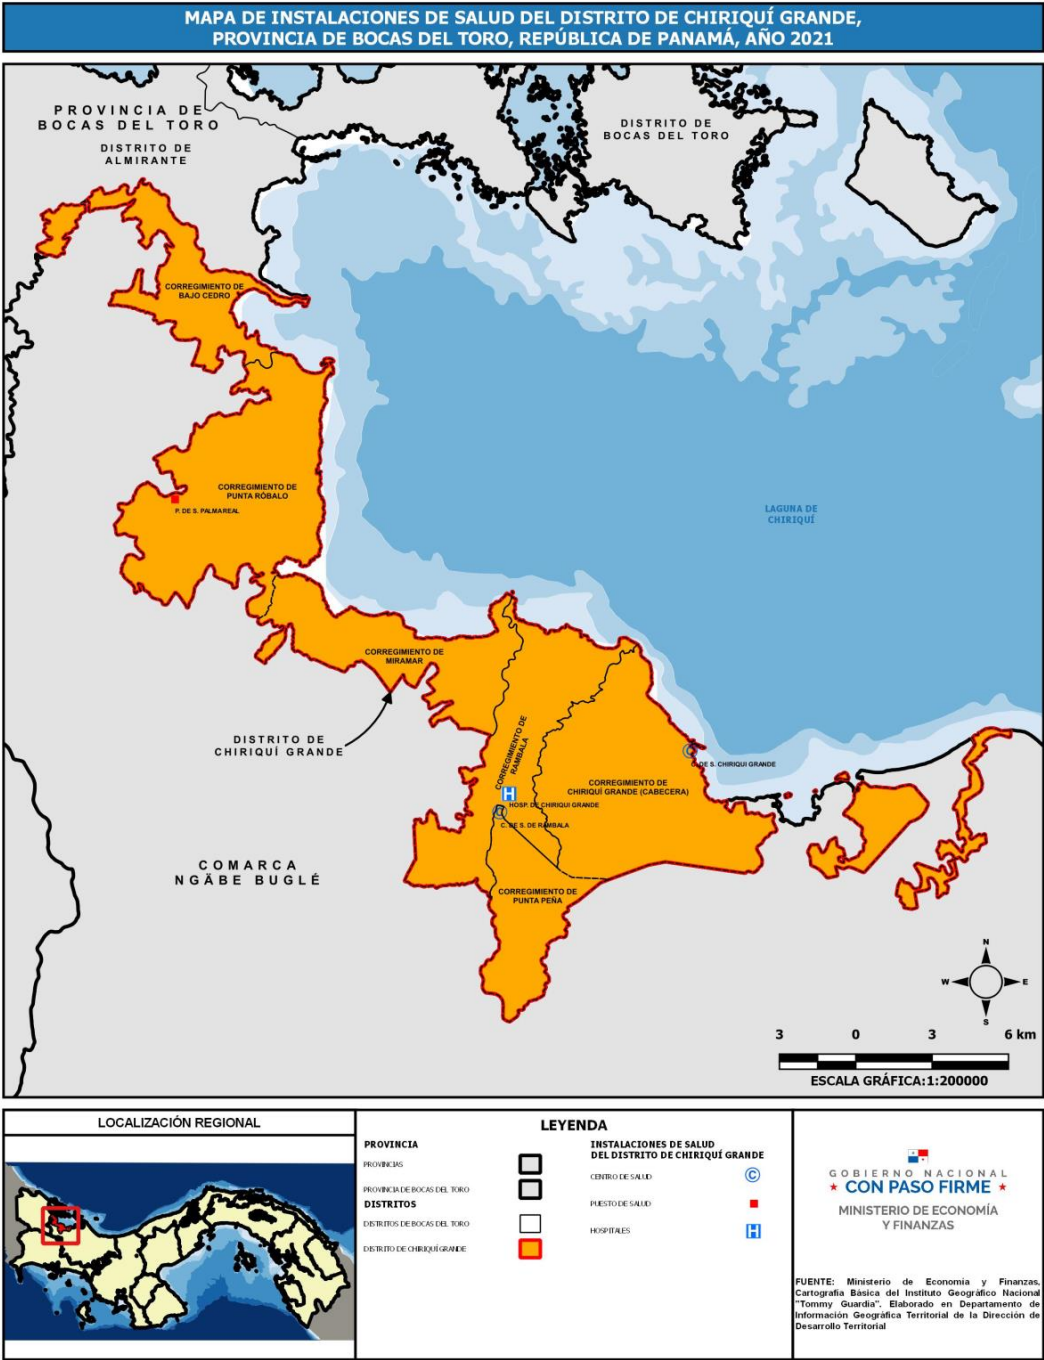 MAPA DE INSTALACIONES DE SALUD DEL DISTRITO DE CHIRIQUÍ GRANDE,
PROVINCIA DE BOCAS DEL TORO, REPÚBLICA DE PANAMÁ, AÑO 2021
PROVINCIA DE
BOCAS DEL TORO
DISTRITO DE
ALMIRANTE
DISTRITO DE
BOCAS DEL TORO
CORREGIMIENTO DE
BAJO CEDRO
CORREGIMIENTO DE
PUNTA RÓBALO
P. DE S. PALMA REAL
LAGUNA DE
CHIRIQUÍ
CORREGIMIENTO DE
MIRAMAR
DISTRITO DE
CHIRIQUÍ GRANDE
CORREGIMIENTO DE
RAMBALA
C. DE S. CHIRIQUI GRANDE
CORREGIMIENTO DE
CHIRIQUÍ GRANDE (CABECERA)
H
HOSP. DE CHIRIQUI GRANDE
C
C. DE S. DE RAMBALA
COMARCA
NGÄBE BUGLÉ
CORREGIMIENTO DE
PUNTA PEÑA
N
W E
S
3 0 3 6 km
ESCALA GRÁFICA:1:200000
LOCALIZACIÓN REGIONAL
LEYENDA
PROVINCIA
PROVINCIAS
PROVINCIA DE BOCAS DEL TORO
DISTRITOS
DISTRITOS DE BOCAS DEL TORO
DISTRITO DE CHIRIQUÍ GRANDE
INSTALACIONES DE SALUD
DEL DISTRITO DE CHIRIQUÍ GRANDE
CENTRO DE SALUD C
PUESTO DE SALUD
HOSPITALES H
GOBIERNO NACIONAL
★ CON PASO FIRME ★
MINISTERIO DE ECONOMÍA
Y FINANZAS
FUENTE: Ministerio de Economia y Finanzas,
Cartografia Básica del Instituto Geográfico Nacional
"Tommy Guardia". Elaborado en Departamento de
Información Geográfica Territorial de la Dirección de
Desarrollo Territorial